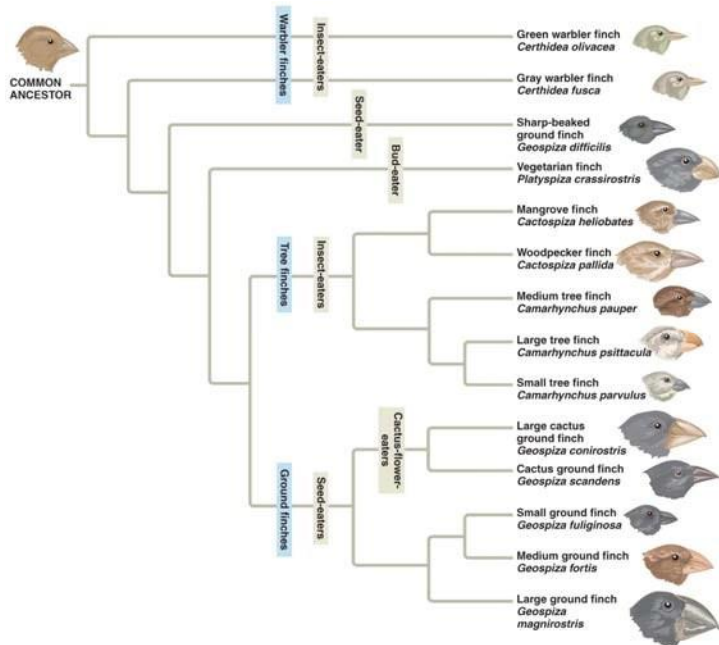 COMMON
ANCESTOR
Warbler finches
Insect-eaters
Green warbler finch
Certhidea olivacea
Gray warbler finch
Certhidea fusca
Seed-eater
Sharp-beaked
ground finch
Geospiza difficilis
Bud-eater
Vegetarian finch
Platyspiza crassirostris
Tree finches
Insect-eaters
Mangrove finch
Cactospiza heliobates
Woodpecker finch
Cactospiza pallida
Medium tree finch
Camarhynchus pauper
Large tree finch
Camarhynchus psittacula
Small tree finch
Camarhynchus parvulus
Ground finches
Seed-eaters
Cactus-flower-
eaters
Large cactus
ground finch
Geospiza conirostris
Cactus ground finch
Geospiza scandens
Small ground finch
Geospiza fuliginosa
Medium ground finch
Geospiza fortis
Large ground finch
Geospiza
magnirostris